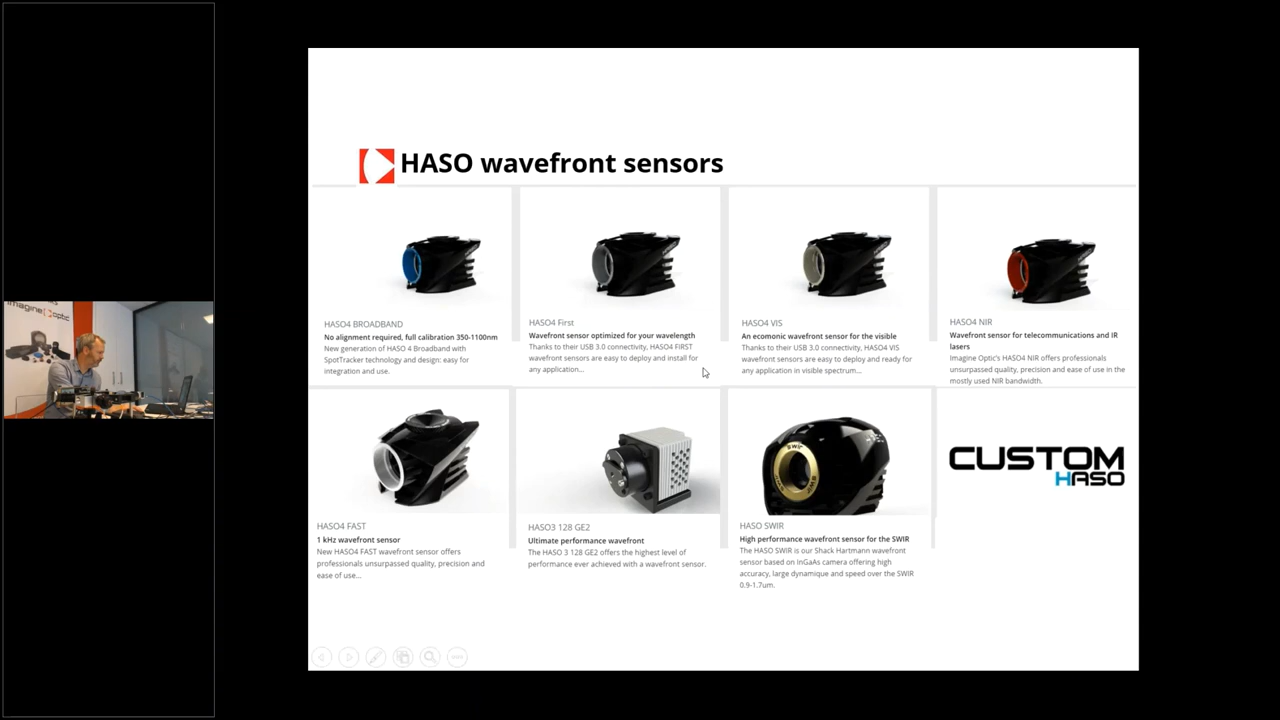 imagine optic
HASO wavefront sensors
HASO4 BROADBAND
No alignment required, full calibration 350-1100nm
New generation of HASO 4 Broadband with
SpotTracker technology and design: easy for
integration and use.
HASO4 First
Wavefront sensor optimized for your wavelength
Thanks to their USB 3.0 connectivity, HASO4 FIRST
wavefront sensors are easy to deploy and install for
any application...
HASO4 VIS
An ecomonic wavefront sensor for the visible
Thanks to their USB 3.0 connectivity, HASO4 VIS
wavefront sensors are easy to deploy and ready for
any application in visible spectrum...
HASO4 NIR
Wavefront sensor for telecommunications and IR
lasers
Imagine Optic's HASO4 NIR offers professionals
unsurpassed quality, precision and ease of use in the
mostly used NIR bandwidth.
HASO4 FAST
1 kHz wavefront sensor
New HASO4 FAST wavefront sensor offers
professionals unsurpassed quality, precision and
ease of use...
HASO3 128 GE2
Ultimate performance wavefront
The HASO 3 128 GE2 offers the highest level of
performance ever achieved with a wavefront sensor.
SWIR
HASO SWIR
High performance wavefront sensor for the SWIR
The HASO SWIR is our Shack Hartmann wavefront
sensor based on InGaAs camera offering high
accuracy, large dynamique and speed over the SWIR
0.9-1.7um.
CUSTOM
HASO